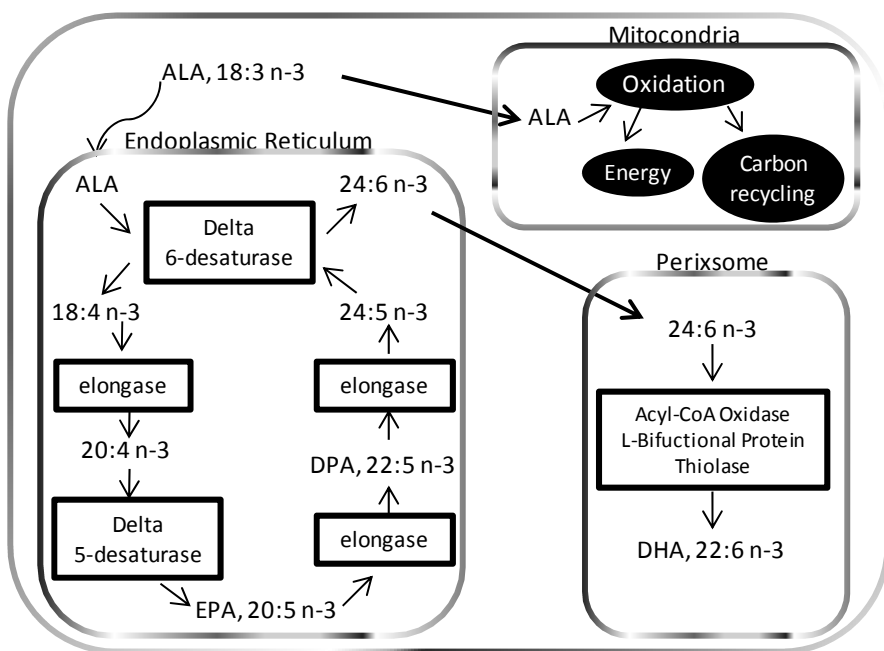 Mitocondria
ALA, 18:3 n-3
Oxidation
ALA
Energy
Carbon
recycling
Endoplasmic Reticulum
ALA
24:6 n-3
Delta
6-desaturase
18:4 n-3
24:5 n-3
elongase
elongase
20:4 n-3
DPA, 22:5 n-3
Delta
5-desaturase
elongase
EPA, 20:5 n-3
Perixsome
24:6 n-3
Acyl-CoA Oxidase
L-Bifuctional Protein
Thiolase
DHA, 22:6 n-3